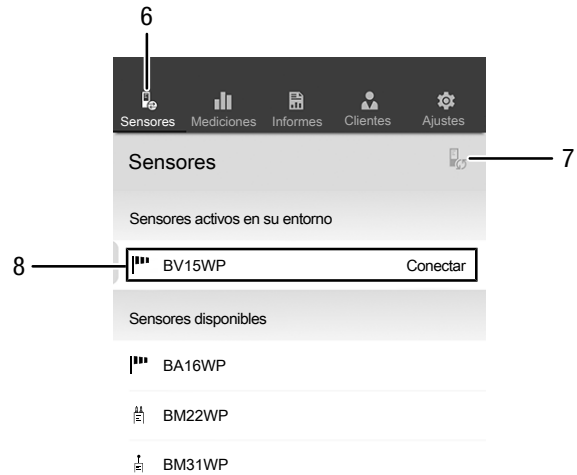 6
Sensores Mediciones Informes Clientes Ajustes
Sensores
7
Sensores activos en su entorno
8
BV15WP Conectar
Sensores disponibles
BA16WP
BM22WP
BM31WP